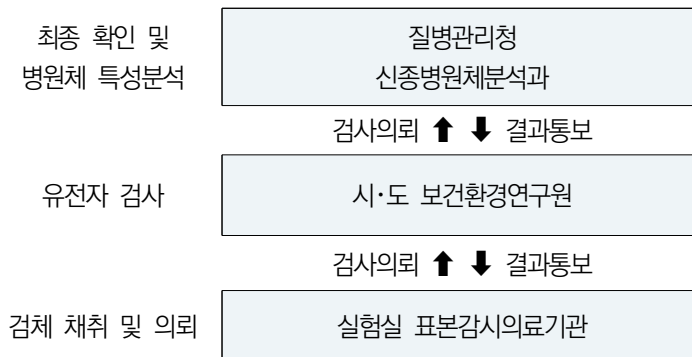 최종 확인 및
병원체 특성분석
질병관리청
신종병원체분석과
검사의뢰 ⬆ ⬇ 결과통보
유전자 검사
시·도 보건환경연구원
검사의뢰 ⬆ ⬇ 결과통보
검체 채취 및 의뢰
실험실 표본감시의료기관